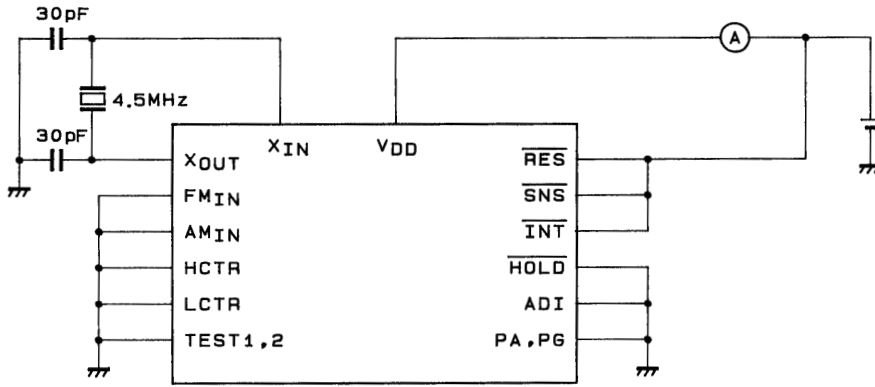 30pF
A
4.5MHz
30pF
XIN
VDD
XOUT
RES
FMIN
SNS
AMIN
INT
HCTR
HOLD
LCTR
ADI
TEST1,2
PA,PG